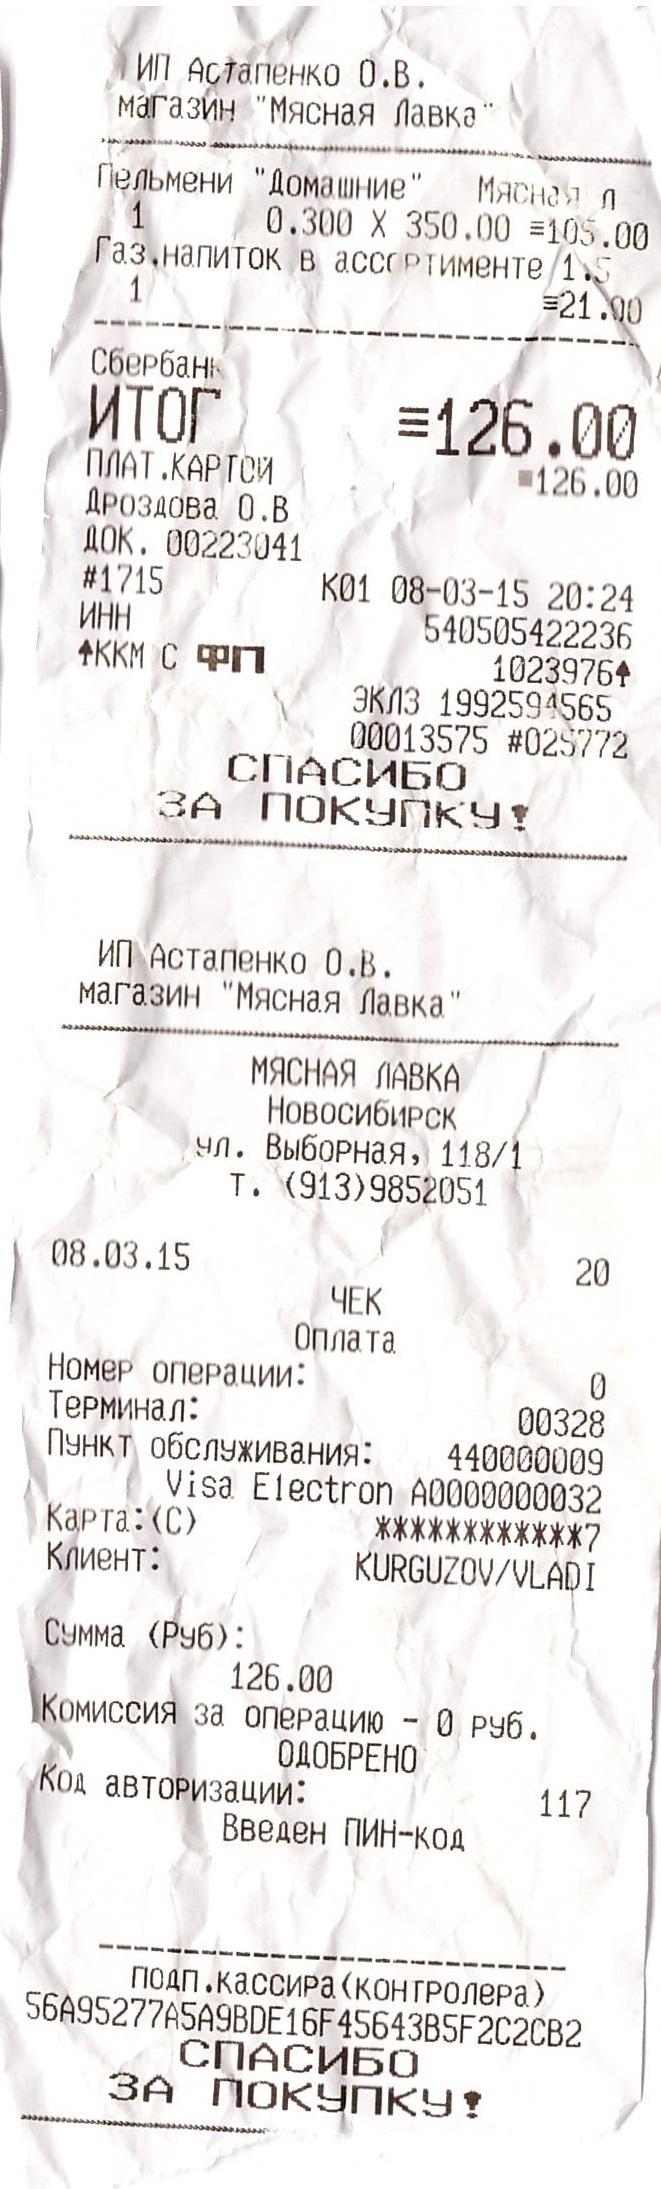 ИП Астапенко О.В.
магазин "Мясная Лавка"
Пельмени "Домашние" Мясная Л
1 0.300 X 350.00 ≡105.00
Газ.напиток в ассортименте 1.5
1 ≡21.00
Сбербанк
ИТОГ ≡126.00
ПЛАТ.КАРТОЙ ≡126.00
Дроздова О.В
ДОК. 00223041
#1715 К01 08-03-15 20:24
ИНН 540505422236
↑ККМ С ФП 1023976↑
ЭКЛЗ 1992594565
00013575 #025772
СПАСИБО
ЗА ПОКУПКУ!
ИП Астапенко О.В.
магазин "Мясная Лавка"
МЯСНАЯ ЛАВКА
Новосибирск
ул. Выборная, 118/1
т. (913)9852051
08.03.15 20
ЧЕК
Оплата
Номер операции: 0
Терминал: 00328
Пункт обслуживания: 440000009
Visa Electron A0000000032
Карта:(С) ************7
Клиент: KURGUZOV/VLADI
Сумма (Руб):
126.00
Комиссия за операцию - 0 руб.
ОДОБРЕНО
Код авторизации: 117
Введен ПИН-код
подп.кассира(контролера)
56A95277A5A9BDE16F45643B5F2C2CB2
СПАСИБО
ЗА ПОКУПКУ!